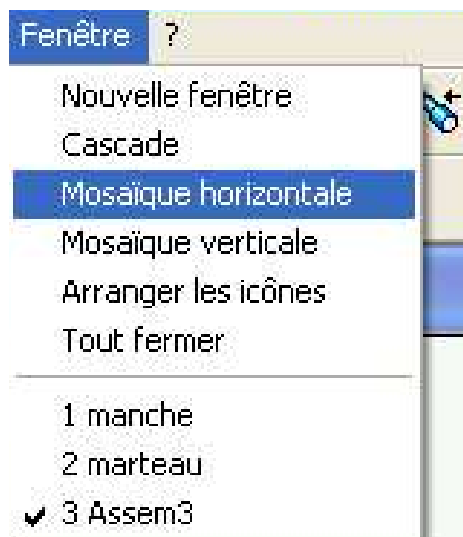 Fenêtre ?
Nouvelle fenêtre
Cascade
Mosaïque horizontale
Mosaïque verticale
Arranger les icônes
Tout fermer
1 manche
2 marteau
3 Assem3